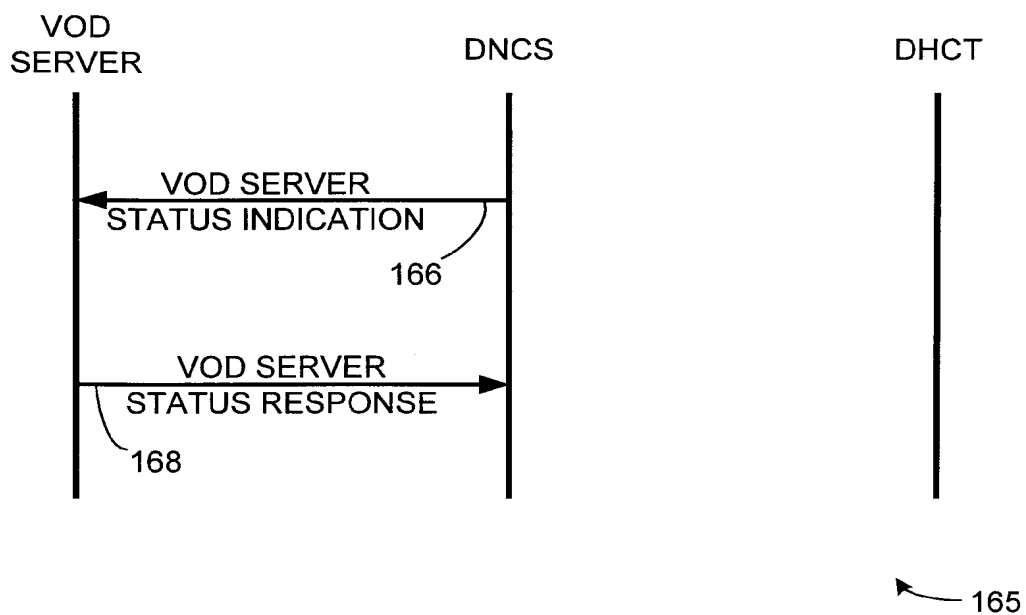 VOD
SERVER
DNCS
DHCT
VOD SERVER
STATUS INDICATION
166
VOD SERVER
STATUS RESPONSE
168
165